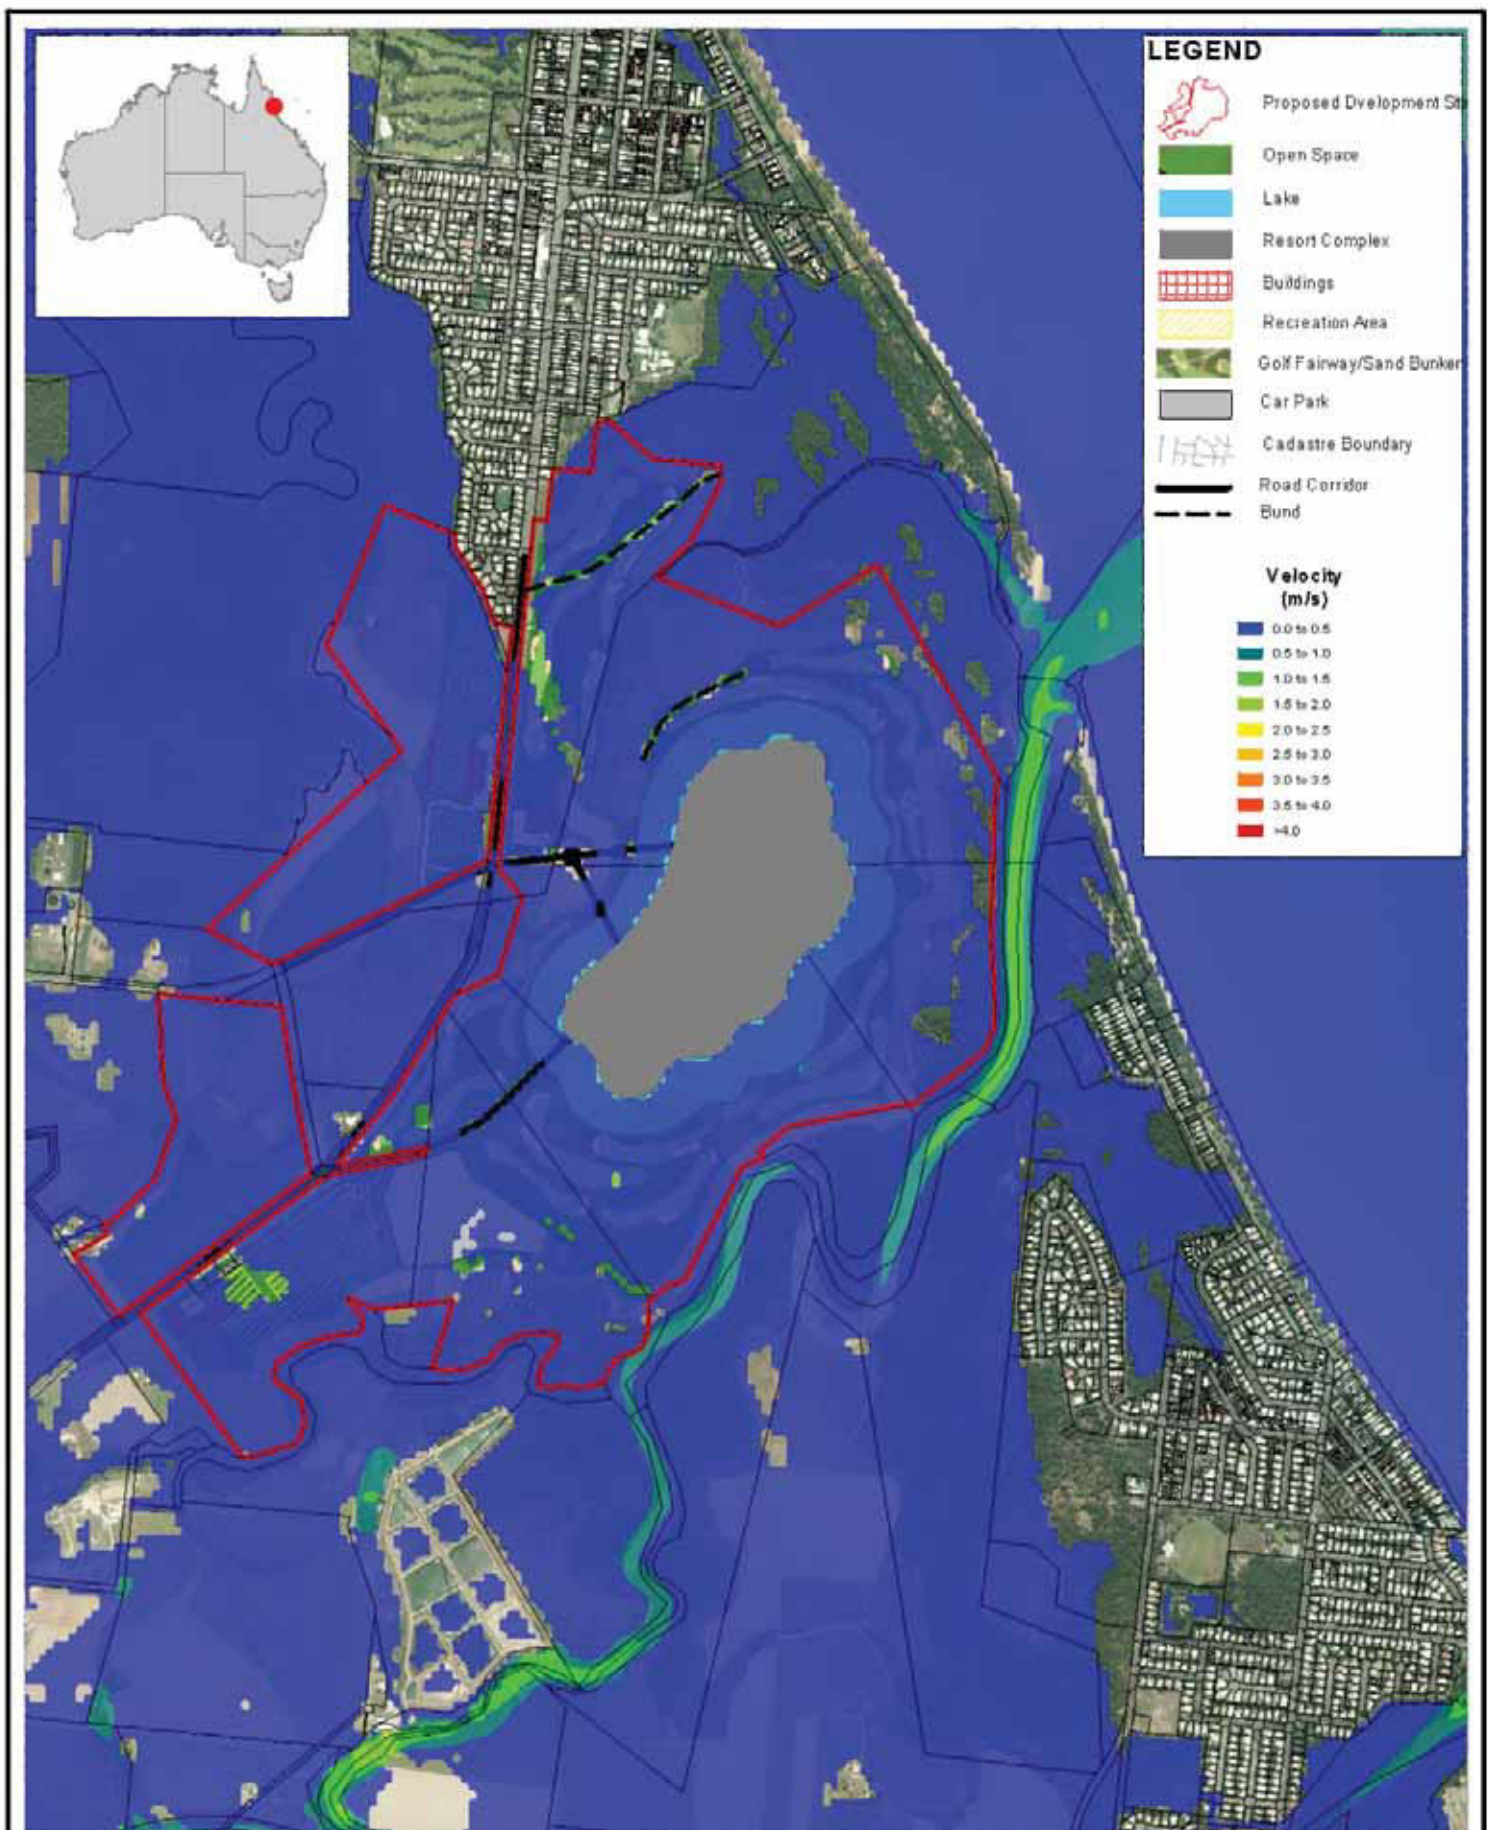 LEGEND
Proposed Dvelopment Site
Open Space
Lake
Resort Complex
Buildings
Recreation Area
Golf Fairway/Sand Bunker
Car Park
Cadastre Boundary
Road Corridor
Bund
Velocity
(m/s)
0.0 to 0.5
0.5 to 1.0
1.0 to 1.5
1.5 to 2.0
2.0 to 2.5
2.5 to 3.0
3.0 to 3.5
3.5 to 4.0
>4.0